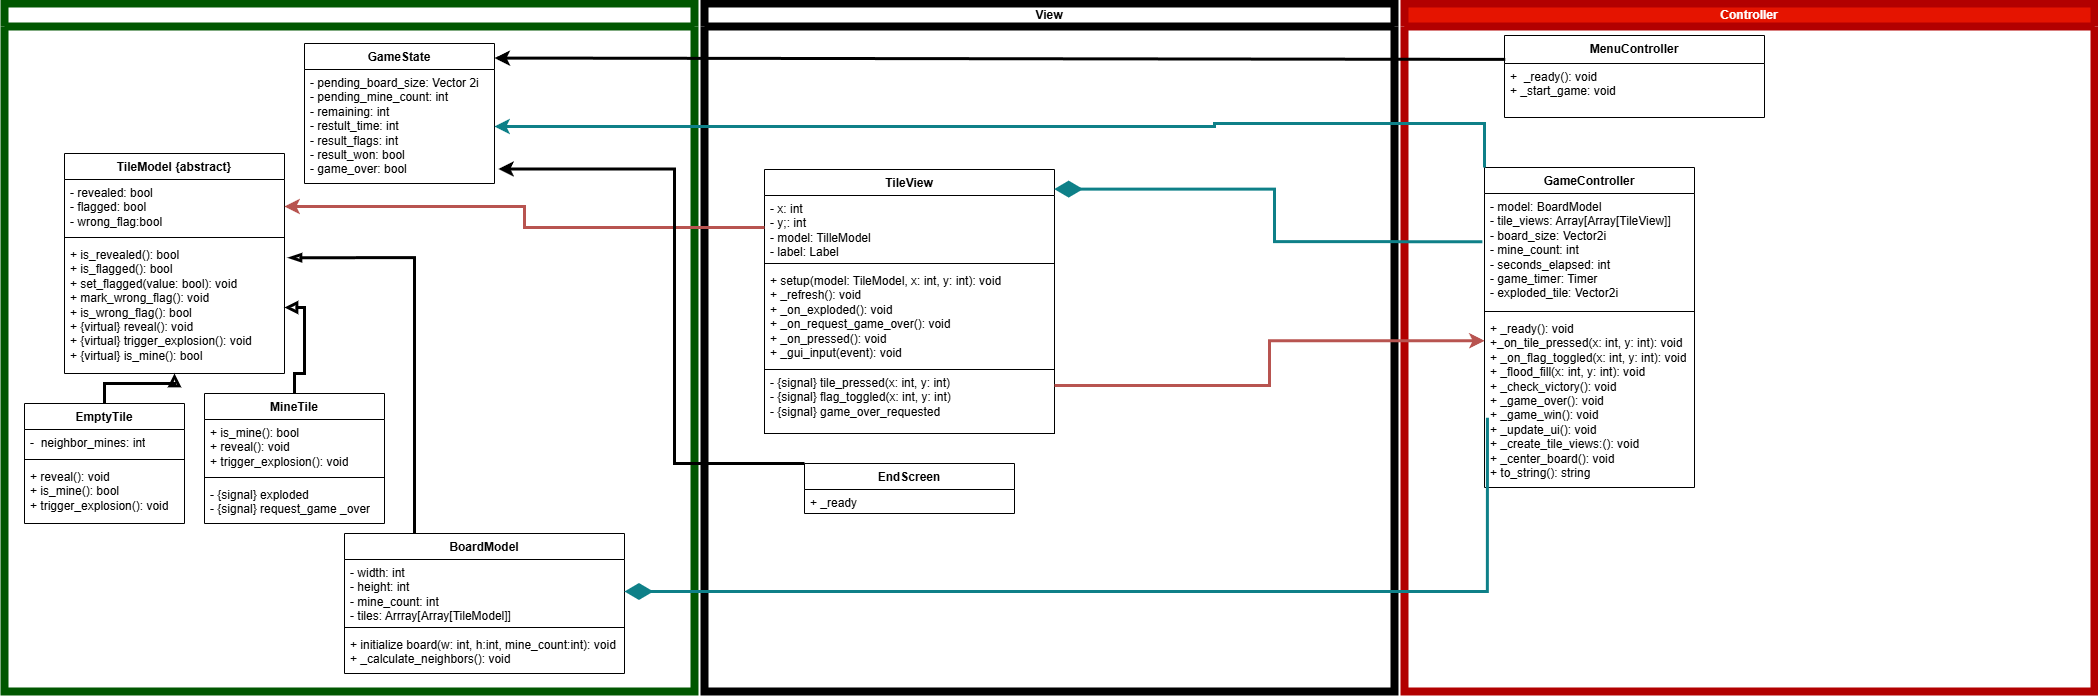 View
Controller
GameState
- pending_board_size: Vector 2i
- pending_mine_count: int
- remaining: int
- restult_time: int
- result_flags: int
- result_won: bool
- game_over: bool
TileModel {abstract}
- revealed: bool
- flagged: bool
- wrong_flag:bool
+ is_revealed(): bool
+ is_flagged(): bool
+ set_flagged(value: bool): void
+ mark_wrong_flag(): void
+ is_wrong_flag(): bool
+ {virtual} reveal(): void
+ {virtual} trigger_explosion(): void
+ {virtual} is_mine(): bool
EmptyTile
- neighbor_mines: int
+ reveal(): void
+ is_mine(): bool
+ trigger_explosion(): void
MineTile
+ is_mine(): bool
+ reveal(): void
+ trigger_explosion(): void
- {signal} exploded
- {signal} request_game _over
BoardModel
- width: int
- height: int
- mine_count: int
- tiles: Arrray[Array[TileModel]]
+ initialize board(w: int, h:int, mine_count:int): void
+ _calculate_neighbors(): void
TileView
- x: int
- y;: int
- model: TilleModel
- label: Label
+ setup(model: TileModel, x: int, y: int): void
+ _refresh(): void
+ _on_exploded(): void
+ _on_request_game_over(): void
+ _on_pressed(): void
+ _gui_input(event): void
- {signal} tile_pressed(x: int, y: int)
- {signal} flag_toggled(x: int, y: int)
- {signal} game_over_requested
EndScreen
+ _ready
MenuController
+ _ready(): void
+ _start_game: void
GameController
- model: BoardModel
- tile_views: Array[Array[TileView]]
- board_size: Vector2i
- mine_count: int
- seconds_elapsed: int
- game_timer: Timer
- exploded_tile: Vector2i
+ _ready(): void
+_on_tile_pressed(x: int, y: int): void
+ _on_flag_toggled(x: int, y: int): void
+ _flood_fill(x: int, y: int): void
+ _check_victory(): void
+ _game_over(): void
+ _game_win(): void
+ _update_ui(): void
+ _create_tile_views:(): void
+ _center_board(): void
+ to_string(): string